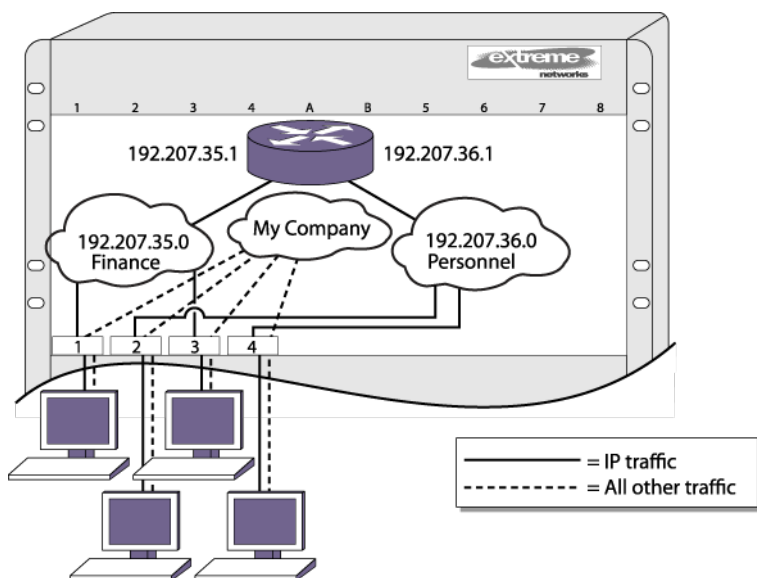 extreme
networks
1 2 3 4 A B 5 6 7 8
192.207.35.1
192.207.36.1
My Company
192.207.35.0
Finance
192.207.36.0
Personnel
1 2 3 4
= IP traffic
= All other traffic